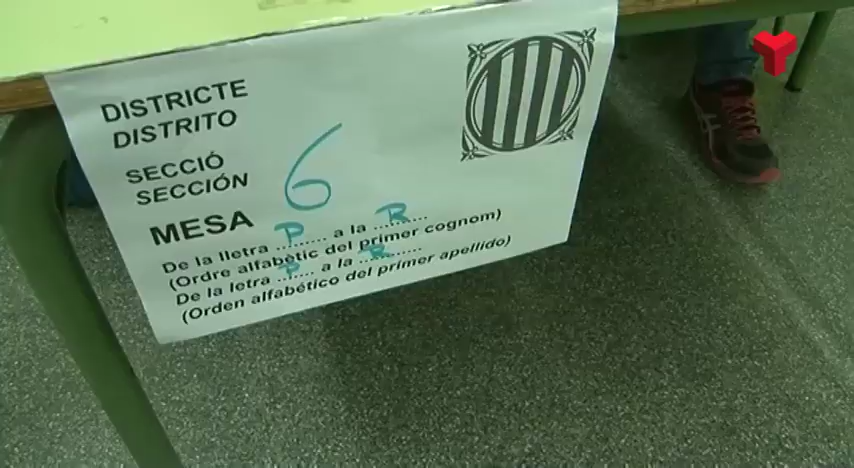 DISTRICTE
DISTRITO
SECCIÓ
SECCIÓN
6
MESA
De la lletra ....P.... a la ....R....
(Ordre alfabètic del primer cognom)
De la letra ...P... a la ....R....
(Orden alfabético del primer apellido)